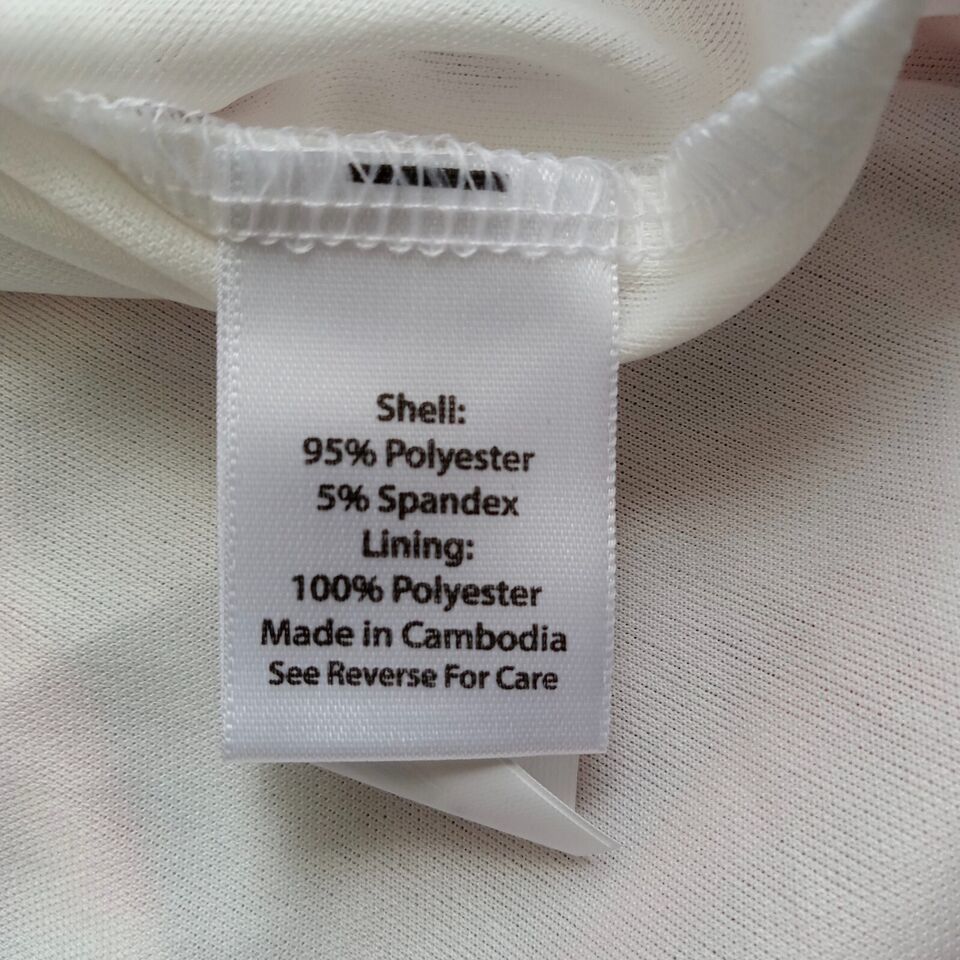 Shell:
95% Polyester
5% Spandex
Lining:
100% Polyester
Made in Cambodia
See Reverse For Care